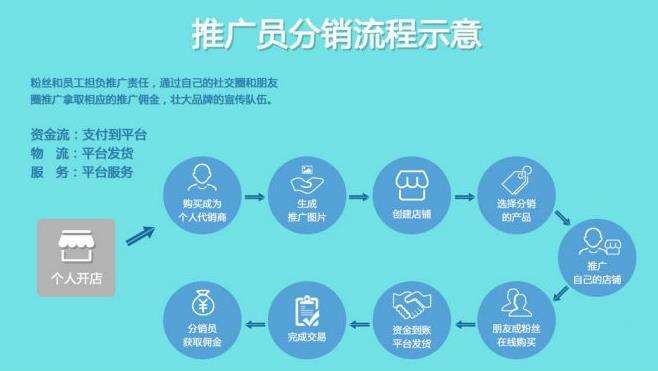 推广员分销流程示意
粉丝和员工担负推广责任，通过自己的社交圈和朋友
圈推广拿取相应的推广佣金，壮大品牌的宣传队伍。
资金流：支付到平台
物　流：平台发货
服　务：平台服务
个人开店
购买成为
个人代销商
生成
推广图片
创建店铺
选择分销
的产品
推广
自己的店铺
朋友或粉丝
在线购买
资金到账
平台发货
完成交易
分销员
获取佣金